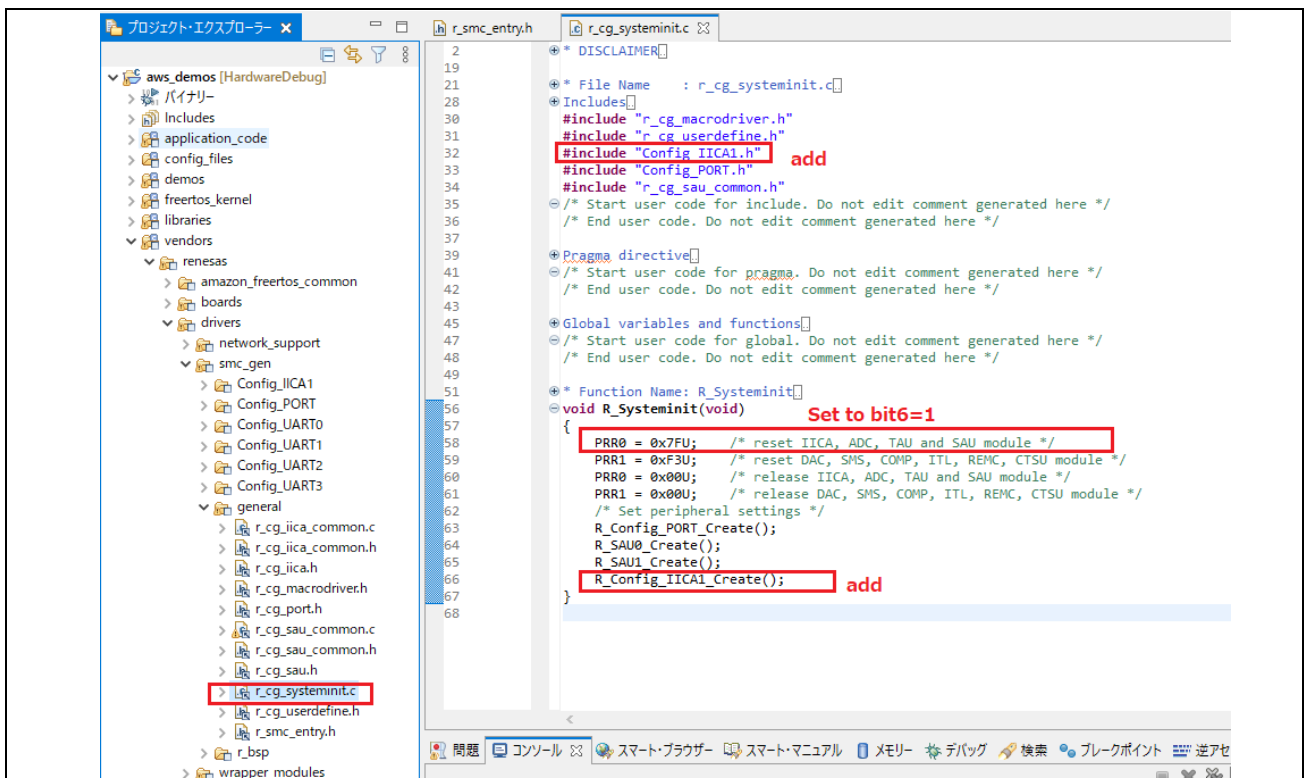 プロジェクト・エクスプローラー
aws_demos [HardwareDebug]
バイナリー
Includes
application_code
config_files
demos
freertos_kernel
libraries
vendors
renesas
amazon_freertos_common
boards
drivers
network_support
smc_gen
Config_IICA1
Config_PORT
Config_UART0
Config_UART1
Config_UART2
Config_UART3
general
r_cg_iica_common.c
r_cg_iica_common.h
r_cg_iica.h
r_cg_macrodriver.h
r_cg_port.h
r_cg_sau_common.c
r_cg_sau_common.h
r_cg_sau.h
r_cg_systeminit.c
r_cg_userdefine.h
r_smc_entry.h
r_bsp
wrapper_modules
r_smc_entry.h r_cg_systeminit.c
2 * DISCLAIMER
19
21 * File Name : r_cg_systeminit.c
28 Includes
30 #include "r_cg_macrodriver.h"
31 #include "r_cg_userdefine.h"
32 #include "Config_IICA1.h" add
33 #include "Config_PORT.h"
34 #include "r_cg_sau_common.h"
35 /* Start user code for include. Do not edit comment generated here */
36 /* End user code. Do not edit comment generated here */
37
39 Pragma directive
41 /* Start user code for pragma. Do not edit comment generated here */
42 /* End user code. Do not edit comment generated here */
43
45 Global variables and functions
47 /* Start user code for global. Do not edit comment generated here */
48 /* End user code. Do not edit comment generated here */
49
51 * Function Name: R_Systeminit
56 void R_Systeminit(void) Set to bit6=1
57 {
58 PRR0 = 0x7FU; /* reset IICA, ADC, TAU and SAU module */
59 PRR1 = 0xF3U; /* reset DAC, SMS, COMP, ITL, REMC, CTSU module */
60 PRR0 = 0x00U; /* release IICA, ADC, TAU and SAU module */
61 PRR1 = 0x00U; /* release DAC, SMS, COMP, ITL, REMC, CTSU module */
62 /* Set peripheral settings */
63 R_Config_PORT_Create();
64 R_SAU0_Create();
65 R_SAU1_Create();
66 R_Config_IICA1_Create(); add
67 }
68
問題 コンソール スマート・ブラウザー スマート・マニュアル メモリー デバッグ 検索 ブレークポイント 逆アセ